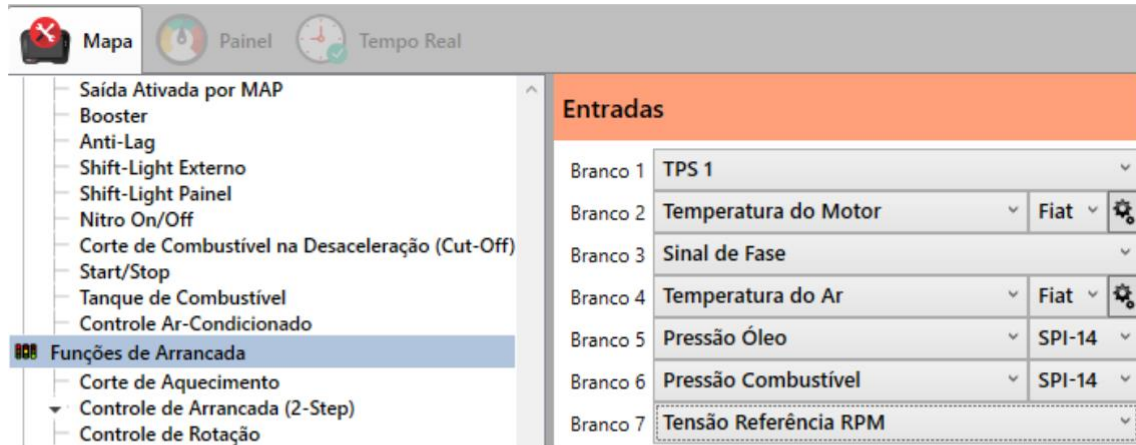 Mapa
Painel
Tempo Real
Saída Ativada por MAP
Booster
Anti-Lag
Shift-Light Externo
Shift-Light Painel
Nitro On/Off
Corte de Combustível na Desaceleração (Cut-Off)
Start/Stop
Tanque de Combustível
Controle Ar-Condicionado
Funções de Arrancada
Corte de Aquecimento
Controle de Arrancada (2-Step)
Controle de Rotação
Entradas
Branco 1 TPS 1
Branco 2 Temperatura do Motor Fiat
Branco 3 Sinal de Fase
Branco 4 Temperatura do Ar Fiat
Branco 5 Pressão Óleo SPI-14
Branco 6 Pressão Combustível SPI-14
Branco 7 Tensão Referência RPM